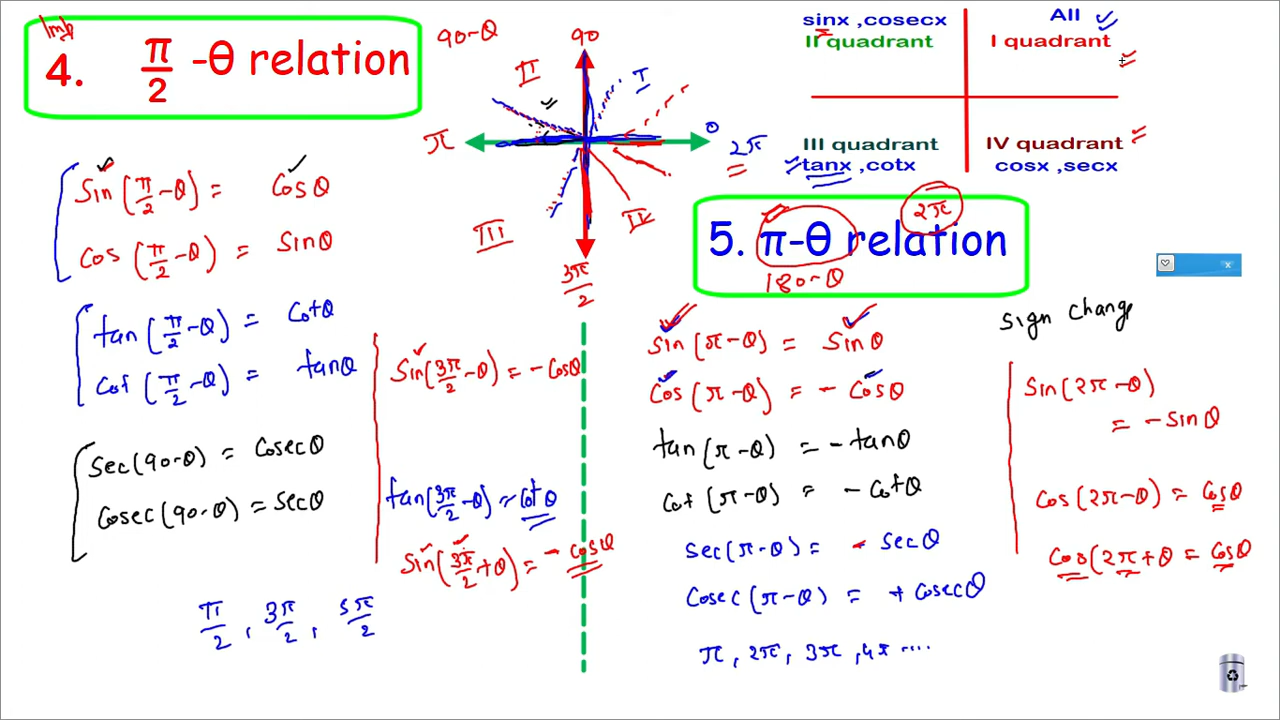 Imp
4. π/2 -θ relation
90-θ
90
II
I
π
0
2π
III
IV
3π/2
sinx ,cosecx
II quadrant
All
I quadrant
III quadrant
tanx ,cotx
IV quadrant
cosx ,secx
Sin(π/2-θ) = Cosθ
Cos(π/2-θ) = Sinθ
tan(π/2-θ) = Cotθ
Cot(π/2-θ) = tanθ
Sec(90-θ) = Cosecθ
Cosec(90-θ) = Secθ
π/2, 3π/2, 5π/2
Sin(3π/2-θ) = -Cosθ
tan(3π/2-θ) = Cotθ
Sin(3π/2+θ) = -Cosθ
5. π-θ relation
2π
180-θ
Sin(π-θ) = Sinθ
Cos(π-θ) = -Cosθ
tan(π-θ) = -tanθ
Cot(π-θ) = -Cotθ
Sec(π-θ) = -Secθ
Cosec(π-θ) = +Cosecθ
π, 2π, 3π, 4π ....
Sign Change
Sin(2π-θ)
= -Sinθ
Cos(2π-θ) = Cosθ
Cos(2π+θ = Cosθ